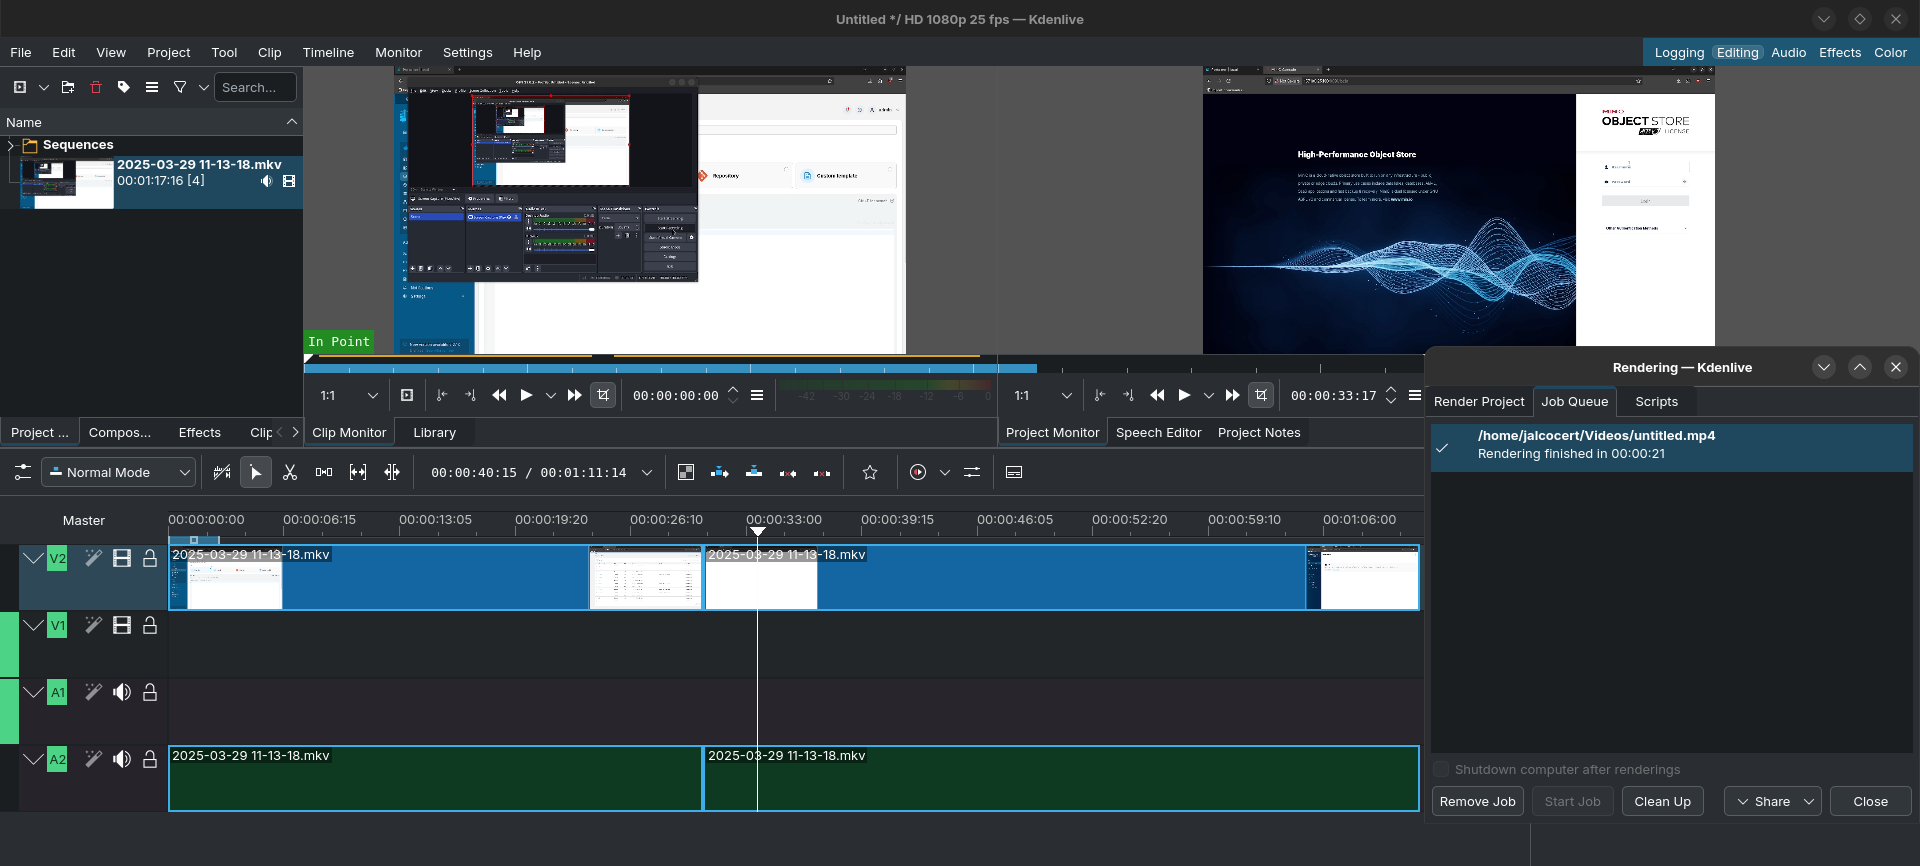 Untitled */ HD 1080p 25 fps — Kdenlive
File Edit View Project Tool Clip Timeline Monitor Settings Help
Logging Editing Audio Effects Color
Search...
Name
Sequences
2025-03-29 11-13-18.mkv
00:01:17:16 [4]
Repository
Custom template
In Point
High-Performance Object Store
OBJECT STORE
LICENSE
Other Authentication Methods
1:1
00:00:00:00
-42 -30 -24 -18 -12 -6 0
1:1
00:00:33:17
Project ... Compos... Effects Clip
Clip Monitor Library
Project Monitor Speech Editor Project Notes
Normal Mode
00:00:40:15 / 00:01:11:14
Master
00:00:00:00 00:00:06:15 00:00:13:05 00:00:19:20 00:00:26:10 00:00:33:00 00:00:39:15 00:00:46:05 00:00:52:20 00:00:59:10 00:01:06:00
V2
2025-03-29 11-13-18.mkv 2025-03-29 11-13-18.mkv
V1
A1
A2
2025-03-29 11-13-18.mkv 2025-03-29 11-13-18.mkv
Rendering — Kdenlive
Render Project Job Queue Scripts
/home/jalcocert/Videos/untitled.mp4
Rendering finished in 00:00:21
Shutdown computer after renderings
Remove Job Start Job Clean Up Share Close